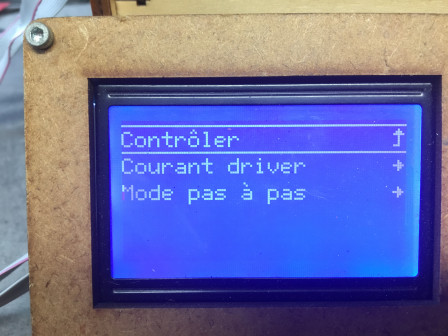 Contrôler
Courant driver
Mode pas à pas